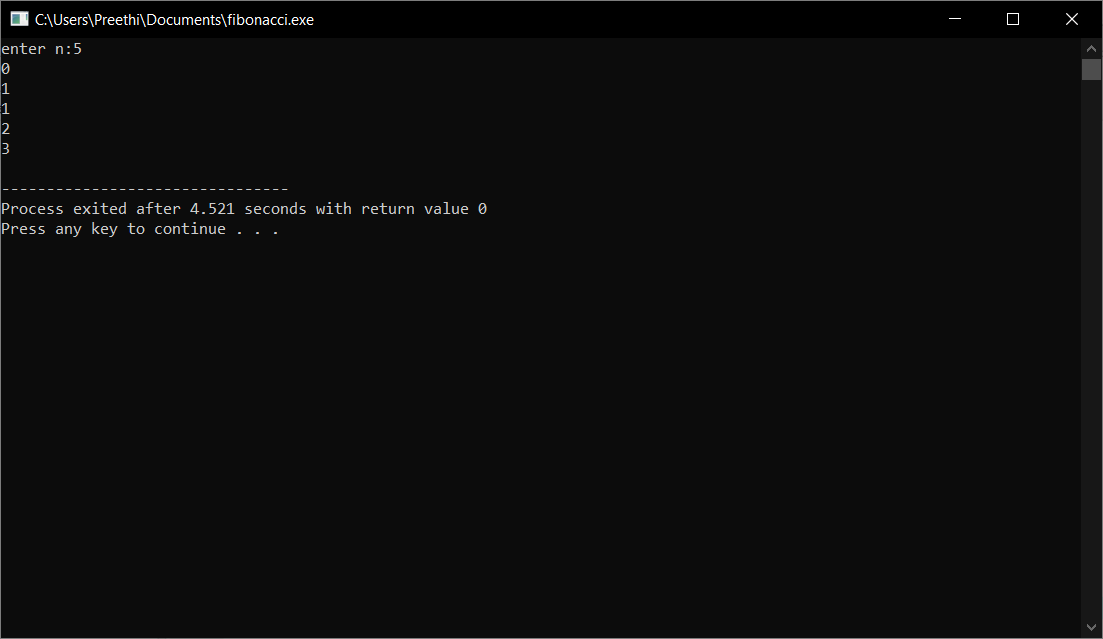 C:\Users\Preethi\Documents\fibonacci.exe
enter n:5
0
1
1
2
3
--------------------------------
Process exited after 4.521 seconds with return value 0
Press any key to continue . . .